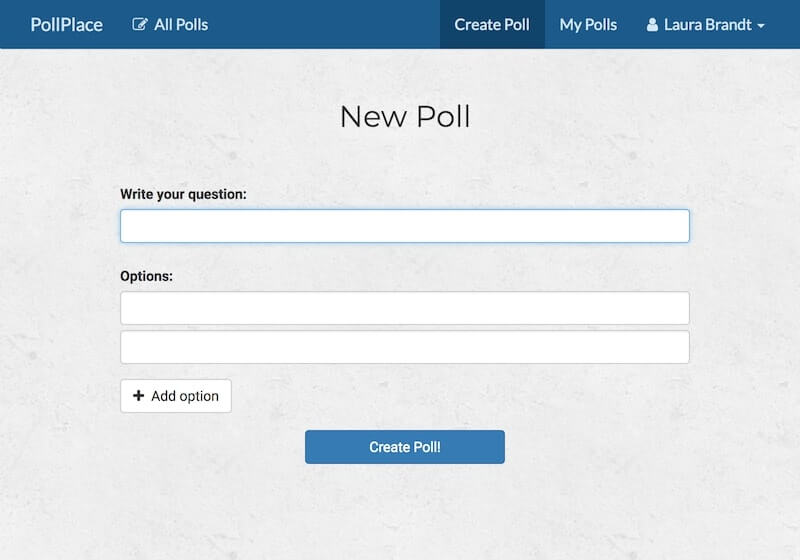 PollPlace All Polls Create Poll My Polls Laura Brandt
New Poll
Write your question:
Options:
Add option
Create Poll!